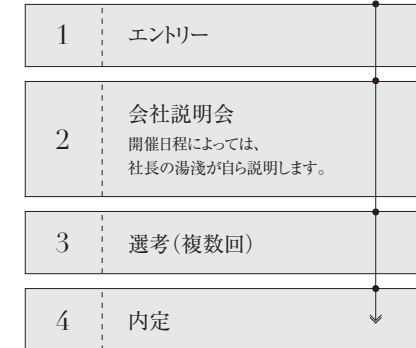 1 エントリー
2 会社説明会
開催日程によっては、
社長の湯淺が自ら説明します。
3 選考（複数回）
4 内定